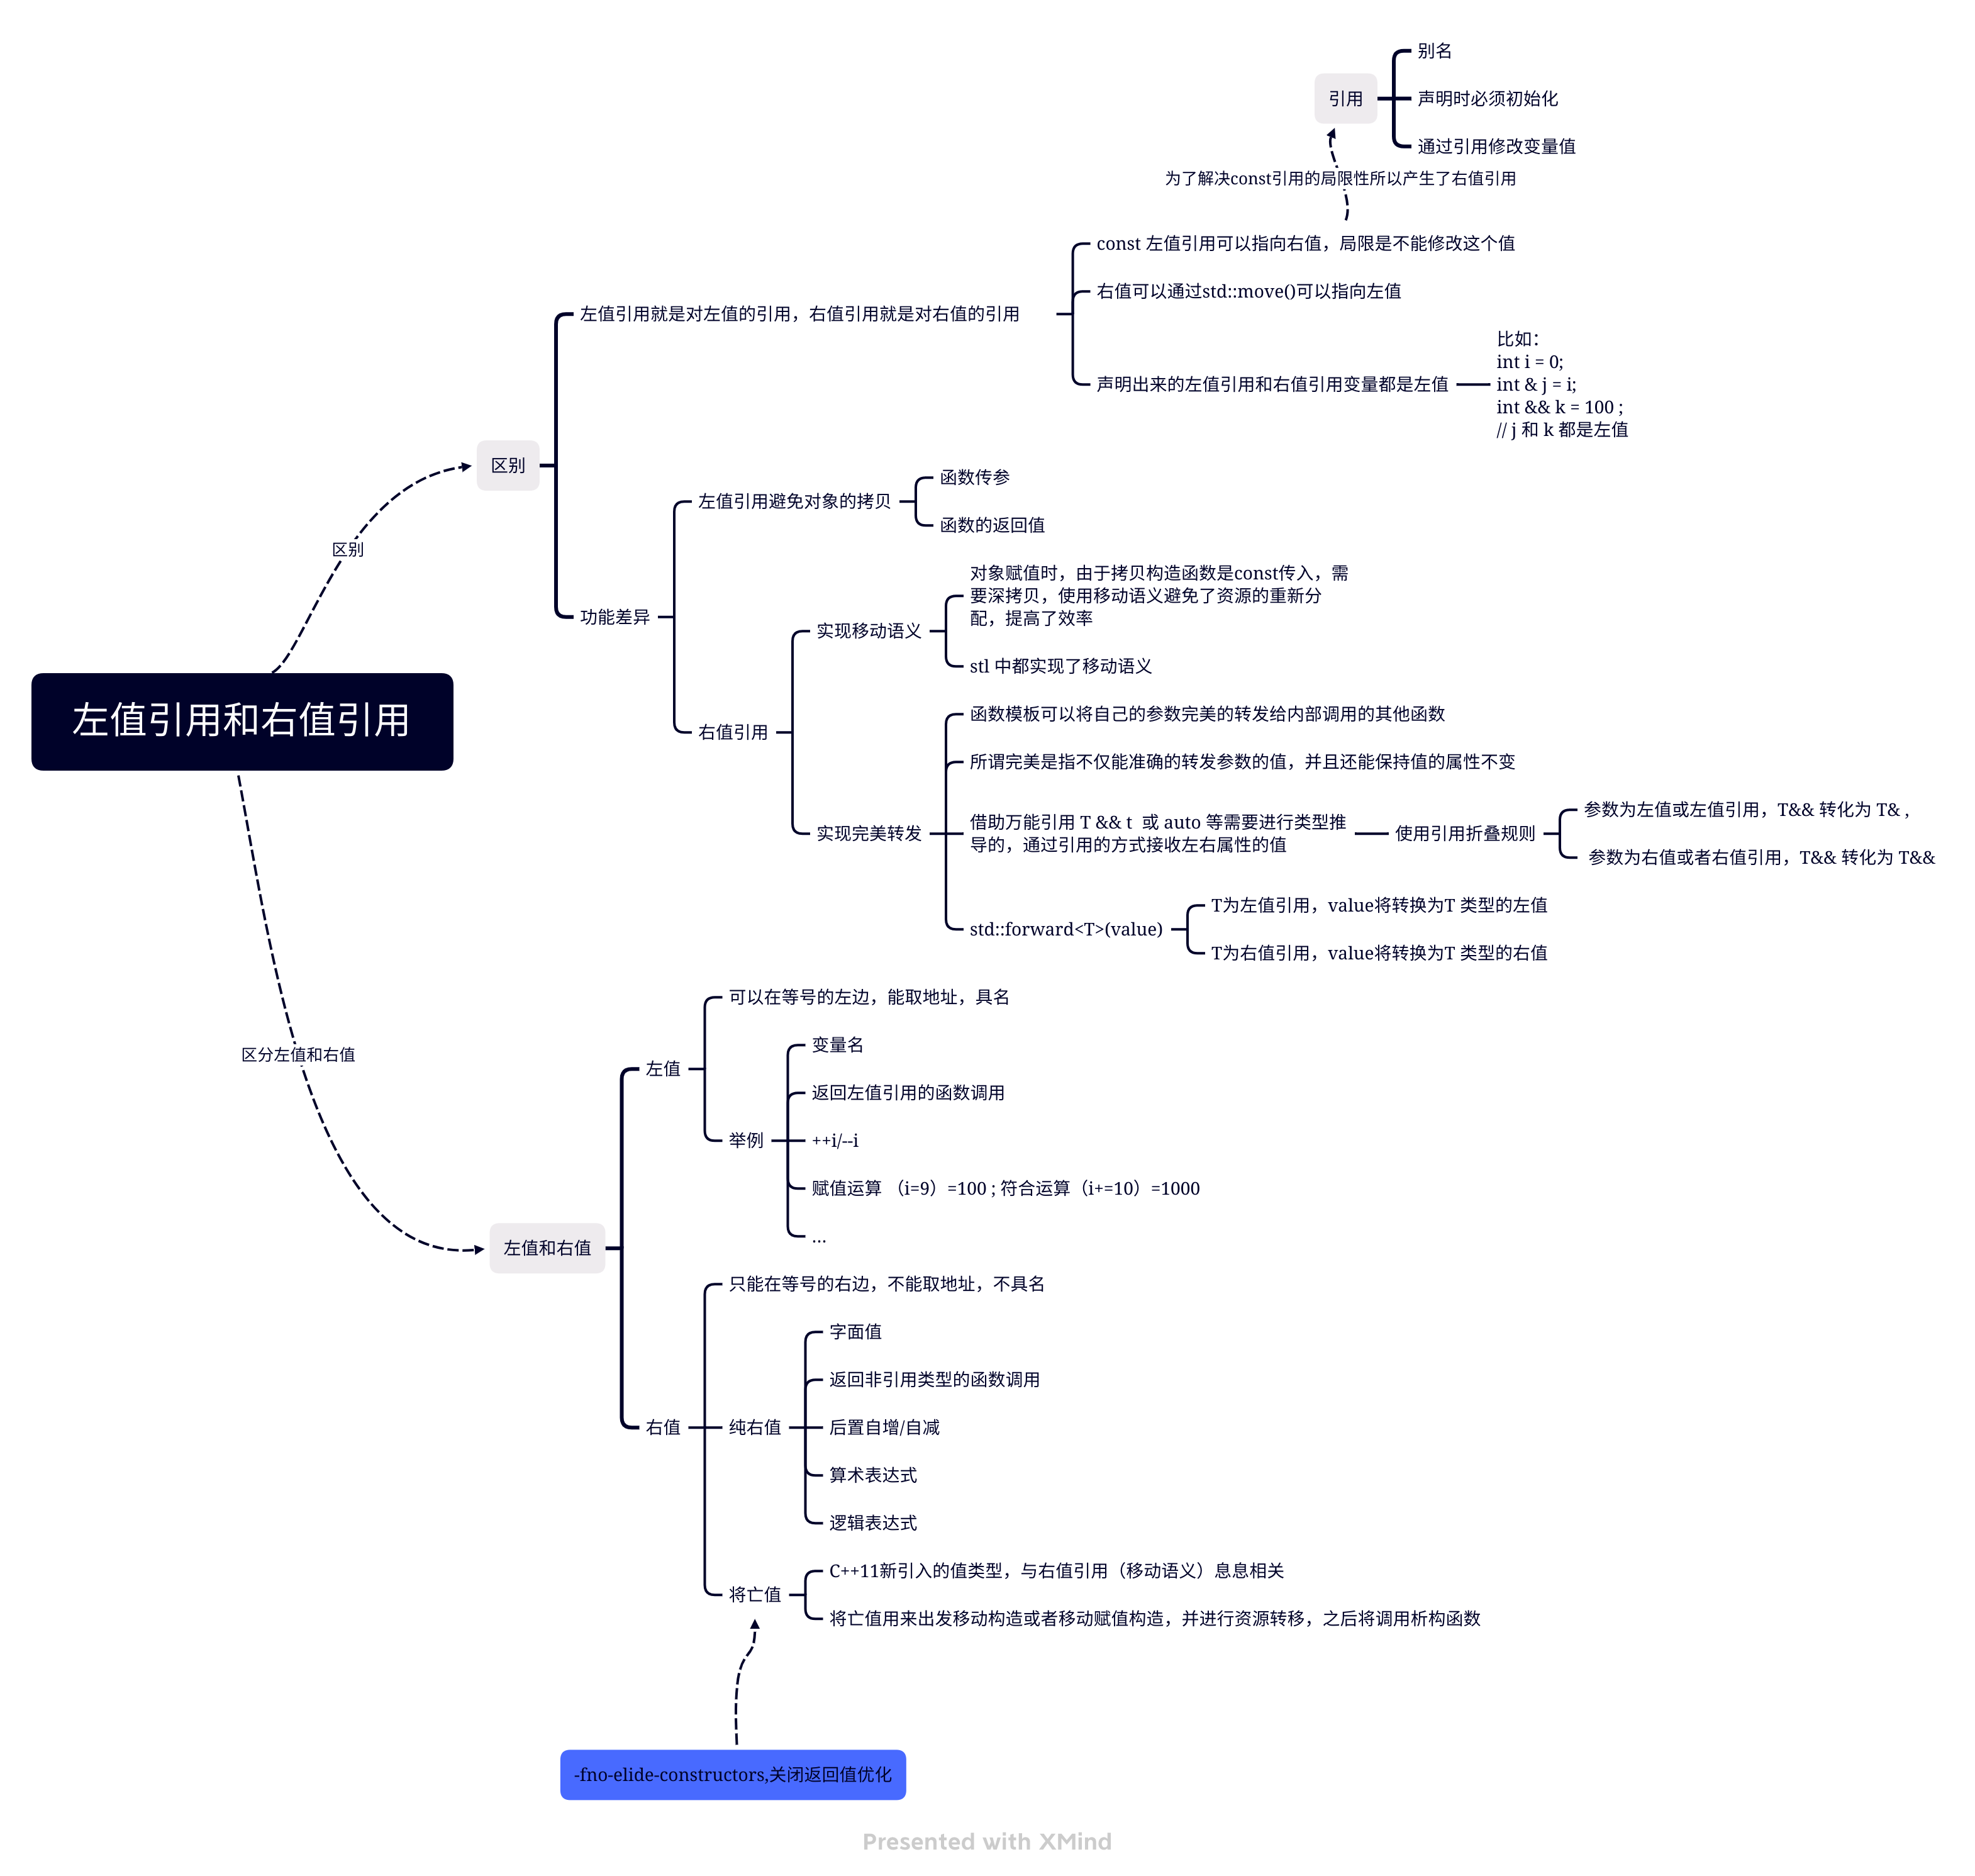 别名
引用
声明时必须初始化
通过引用修改变量值
为了解决const引用的局限性所以产生了右值引用
const 左值引用可以指向右值，局限是不能修改这个值
右值可以通过std::move()可以指向左值
左值引用就是对左值的引用，右值引用就是对右值的引用
声明出来的左值引用和右值引用变量都是左值
比如：
int i = 0;
int & j = i;
int && k = 100 ;
// j 和 k 都是左值
区别
区别
函数传参
左值引用避免对象的拷贝
函数的返回值
功能差异
对象赋值时，由于拷贝构造函数是const传入，需
要深拷贝，使用移动语义避免了资源的重新分
配，提高了效率
实现移动语义
stl 中都实现了移动语义
右值引用
函数模板可以将自己的参数完美的转发给内部调用的其他函数
所谓完美是指不仅能准确的转发参数的值，并且还能保持值的属性不变
实现完美转发
借助万能引用 T && t 或 auto 等需要进行类型推
导的，通过引用的方式接收左右属性的值
使用引用折叠规则
参数为左值或左值引用，T&& 转化为 T& ,
参数为右值或者右值引用，T&& 转化为 T&&
std::forward<T>(value)
T为左值引用，value将转换为T 类型的左值
T为右值引用，value将转换为T 类型的右值
左值引用和右值引用
区分左值和右值
左值和右值
左值
可以在等号的左边，能取地址，具名
举例
变量名
返回左值引用的函数调用
++i/--i
赋值运算 （i=9）=100 ; 符合运算（i+=10）=1000
...
右值
只能在等号的右边，不能取地址，不具名
纯右值
字面值
返回非引用类型的函数调用
后置自增/自减
算术表达式
逻辑表达式
将亡值
C++11新引入的值类型，与右值引用（移动语义）息息相关
将亡值用来出发移动构造或者移动赋值构造，并进行资源转移，之后将调用析构函数
-fno-elide-constructors,关闭返回值优化
Presented with XMind